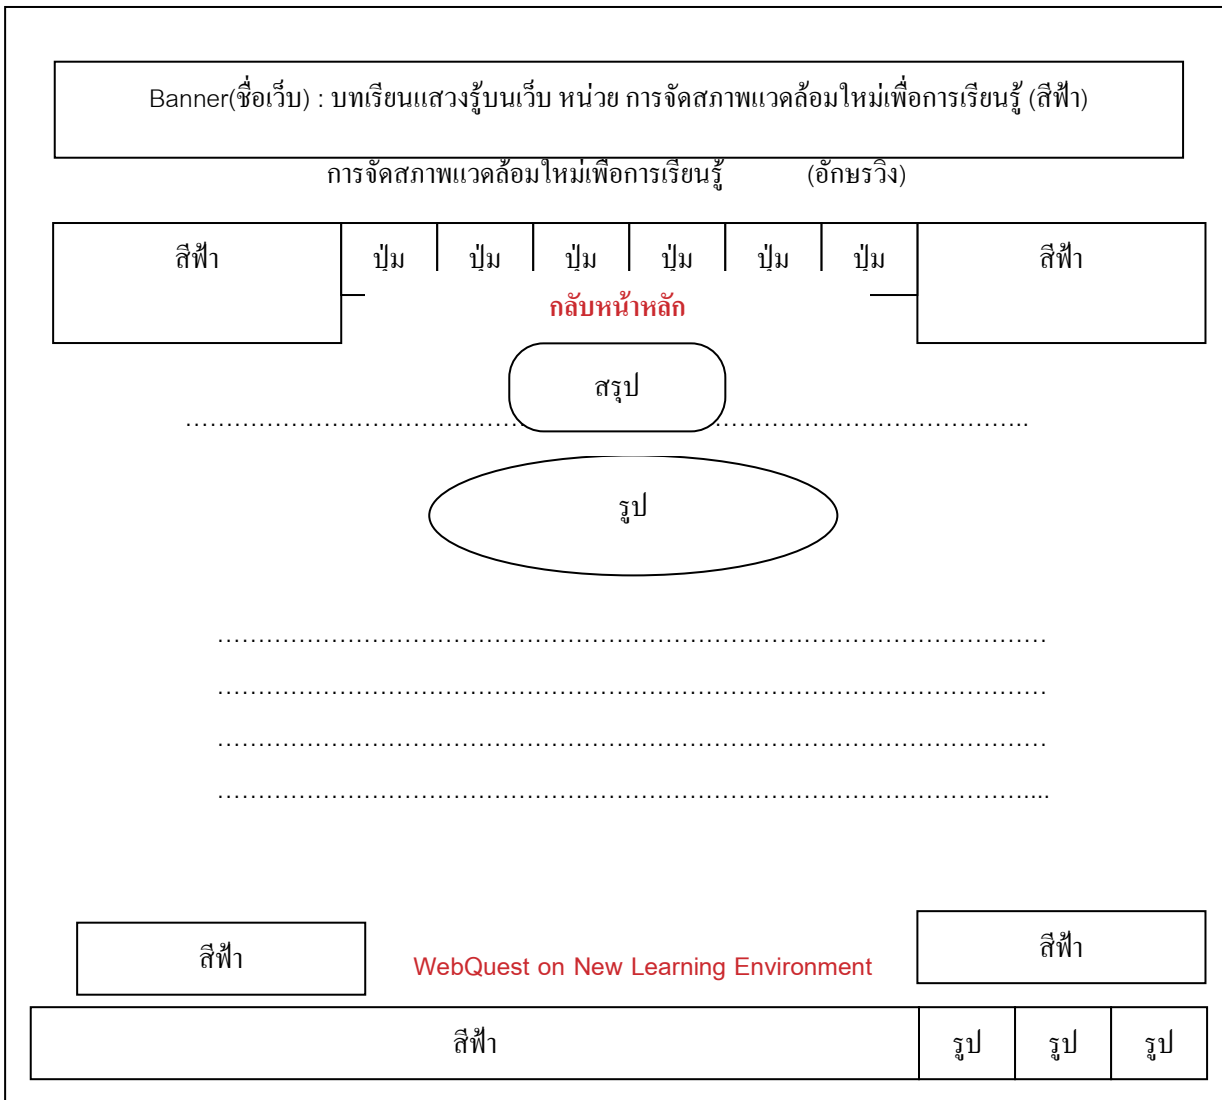 Banner(ชื่อเว็บ) : บทเรียนแสวงรู้บนเว็บ หน่วย การจัดสภาพแวดล้อมใหม่เพื่อการเรียนรู้ (สีฟ้า)
การจัดสภาพแวดล้อมใหม่เพื่อการเรียนรู้ (อักษรวิ่ง)
สีฟ้า ปุ่ม ปุ่ม ปุ่ม ปุ่ม ปุ่ม ปุ่ม สีฟ้า
กลับหน้าหลัก
สรุป
……………………………………………………………………………………..
รูป
…………………………………………………………………………………………
…………………………………………………………………………………………
…………………………………………………………………………………………
………………………………………………………………………………………....
สีฟ้า WebQuest on New Learning Environment สีฟ้า
สีฟ้า รูป รูป รูป